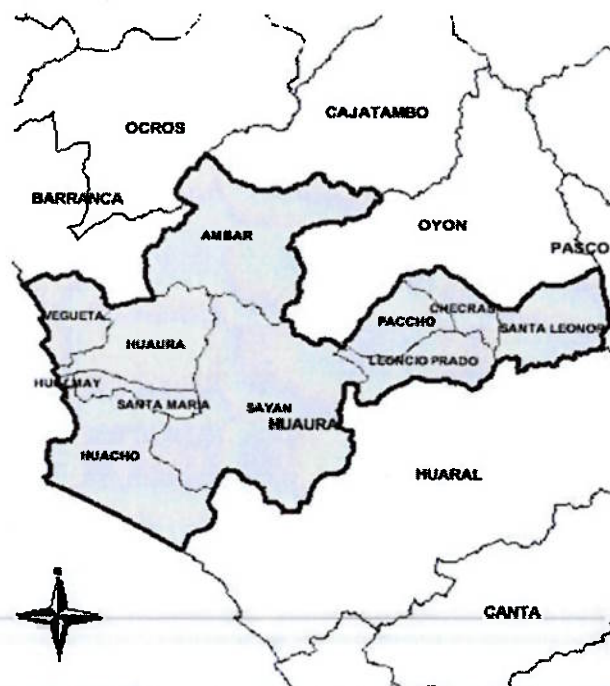 CAJATAMBO
OCROS
BARRANCA
AMBAR
OYON
PASCO
CHECRAS
VEGUETA
PACCHO
SANTA LEONOR
HUAURA
LEONCIO PRADO
HUALMAY
SANTA MARIA
SAYAN
HUAURA
HUACHO
HUARAL
N
CANTA